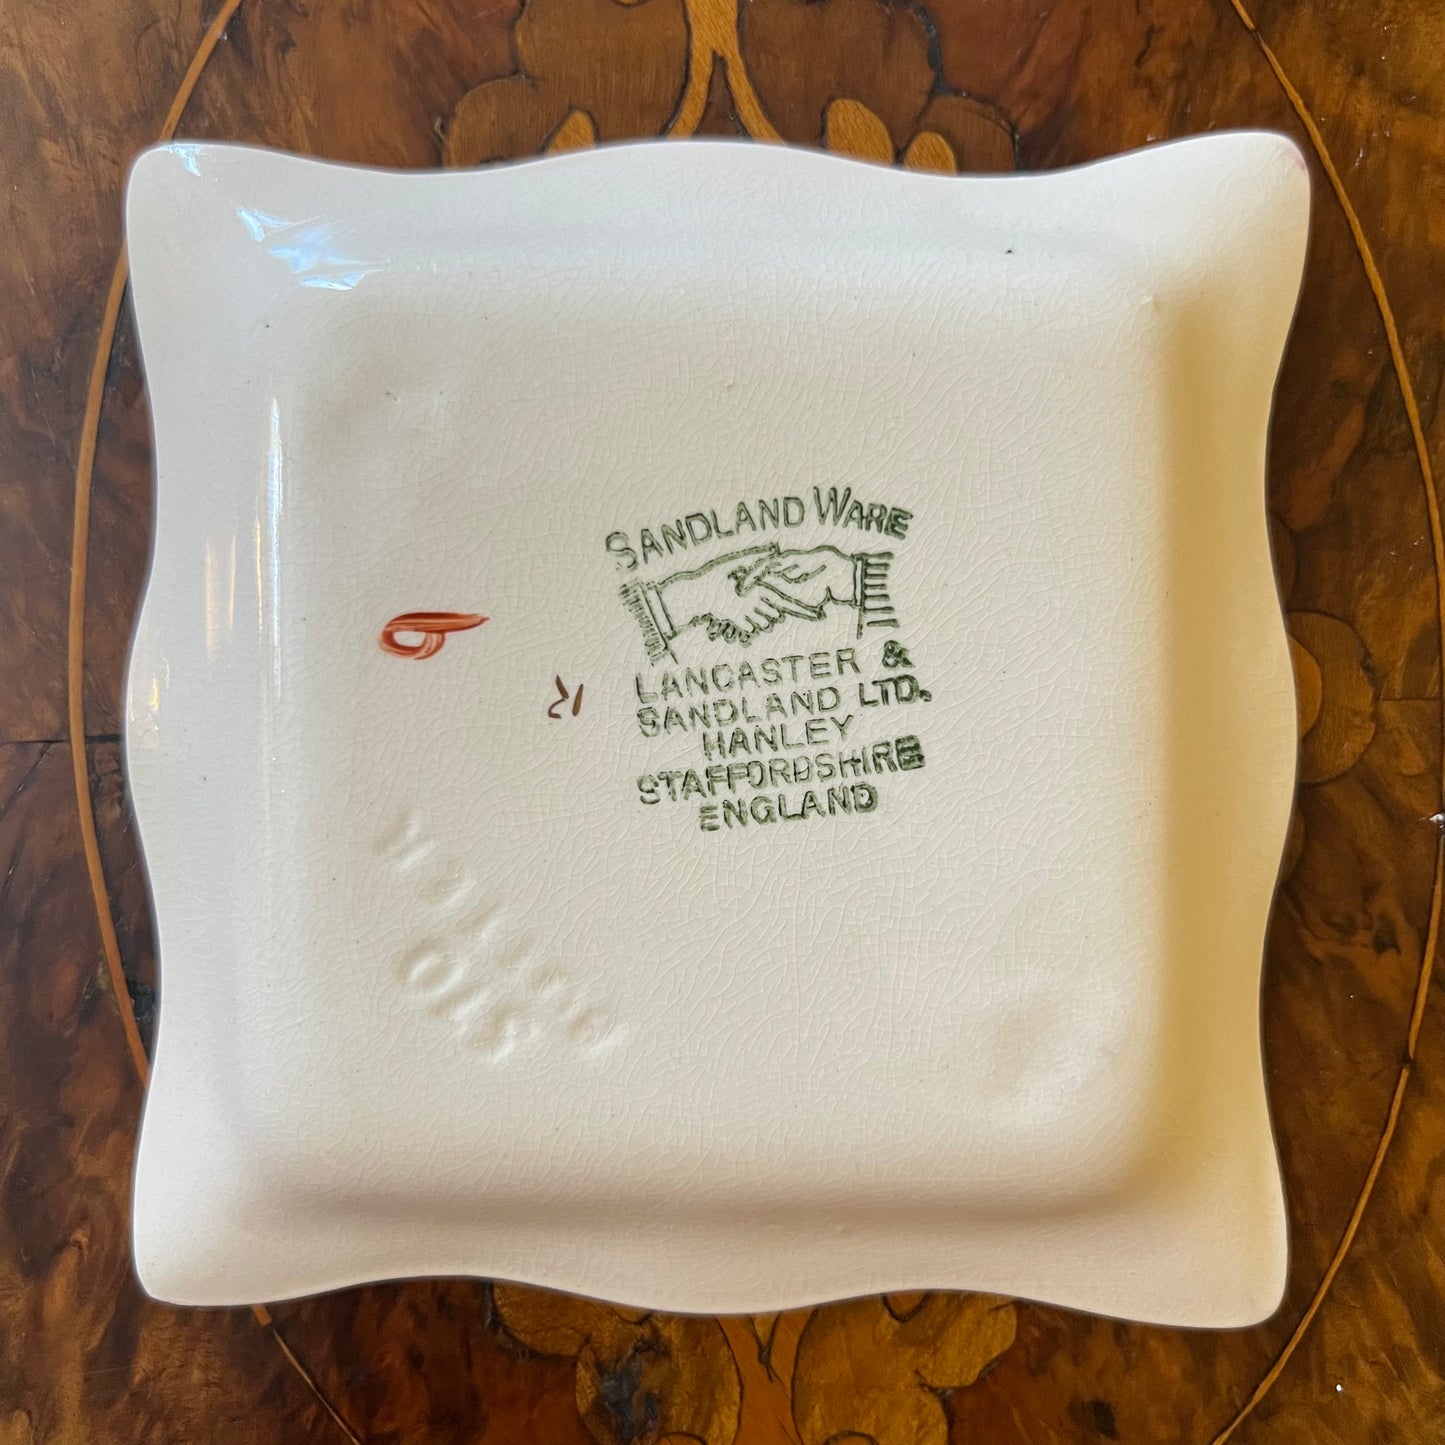 SANDLAND WARE
LANCASTER &
SANDLAND LTD.
HANLEY
STAFFORDSHIRE
ENGLAND